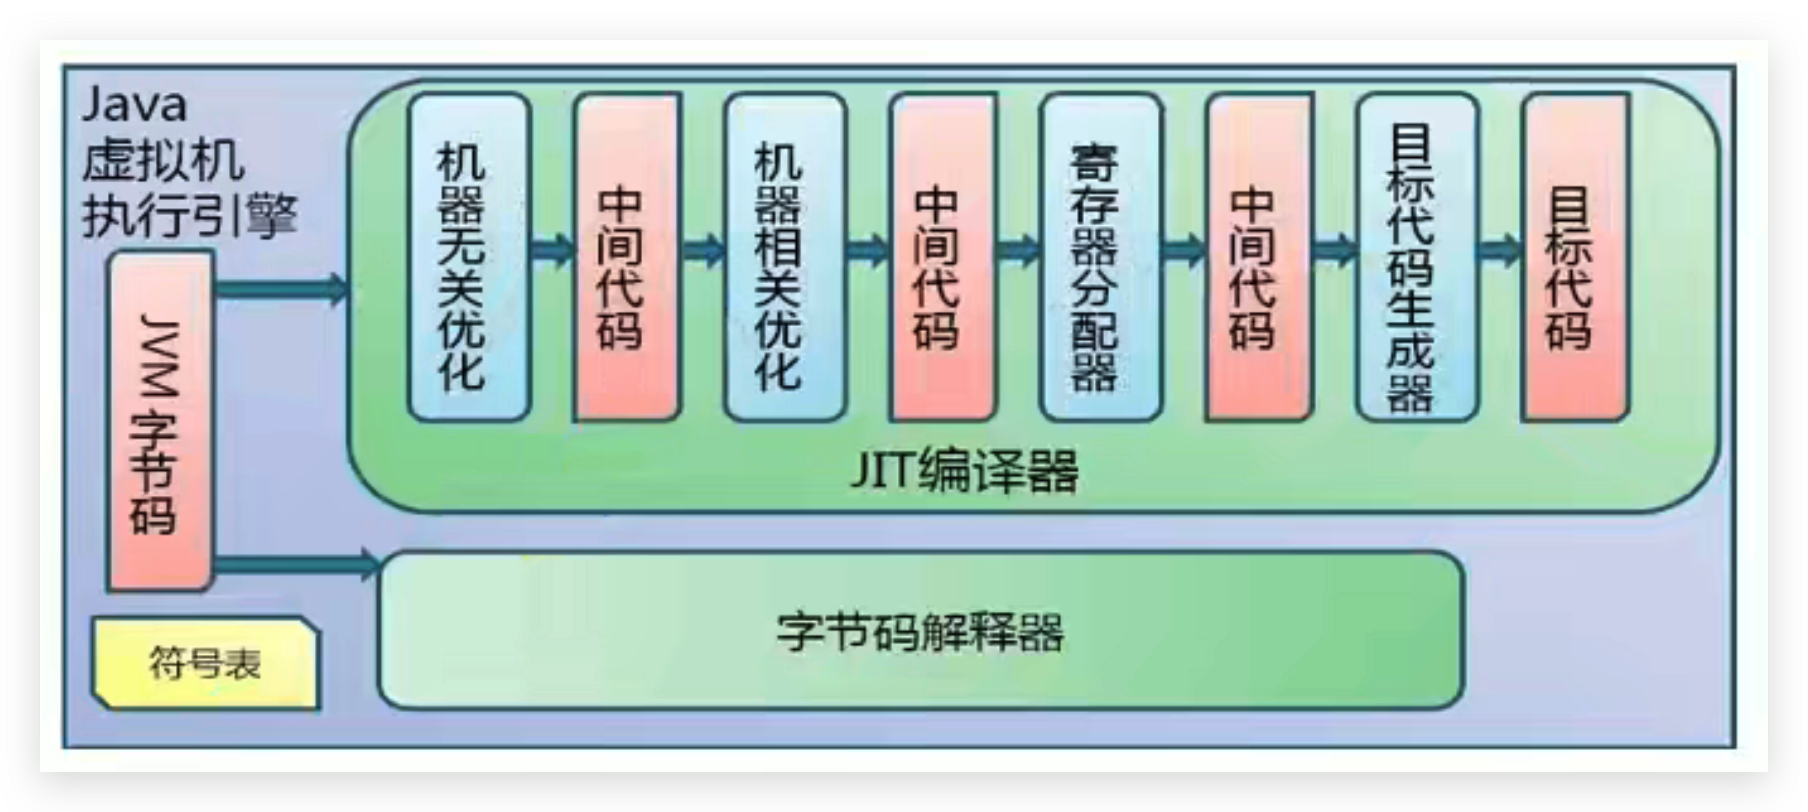 Java
虚拟机
执行引擎
JVM字节码
符号表
机器无关优化
中间代码
机器相关优化
中间代码
寄存器分配器
中间代码
目标代码生成器
目标代码
JIT编译器
字节码解释器